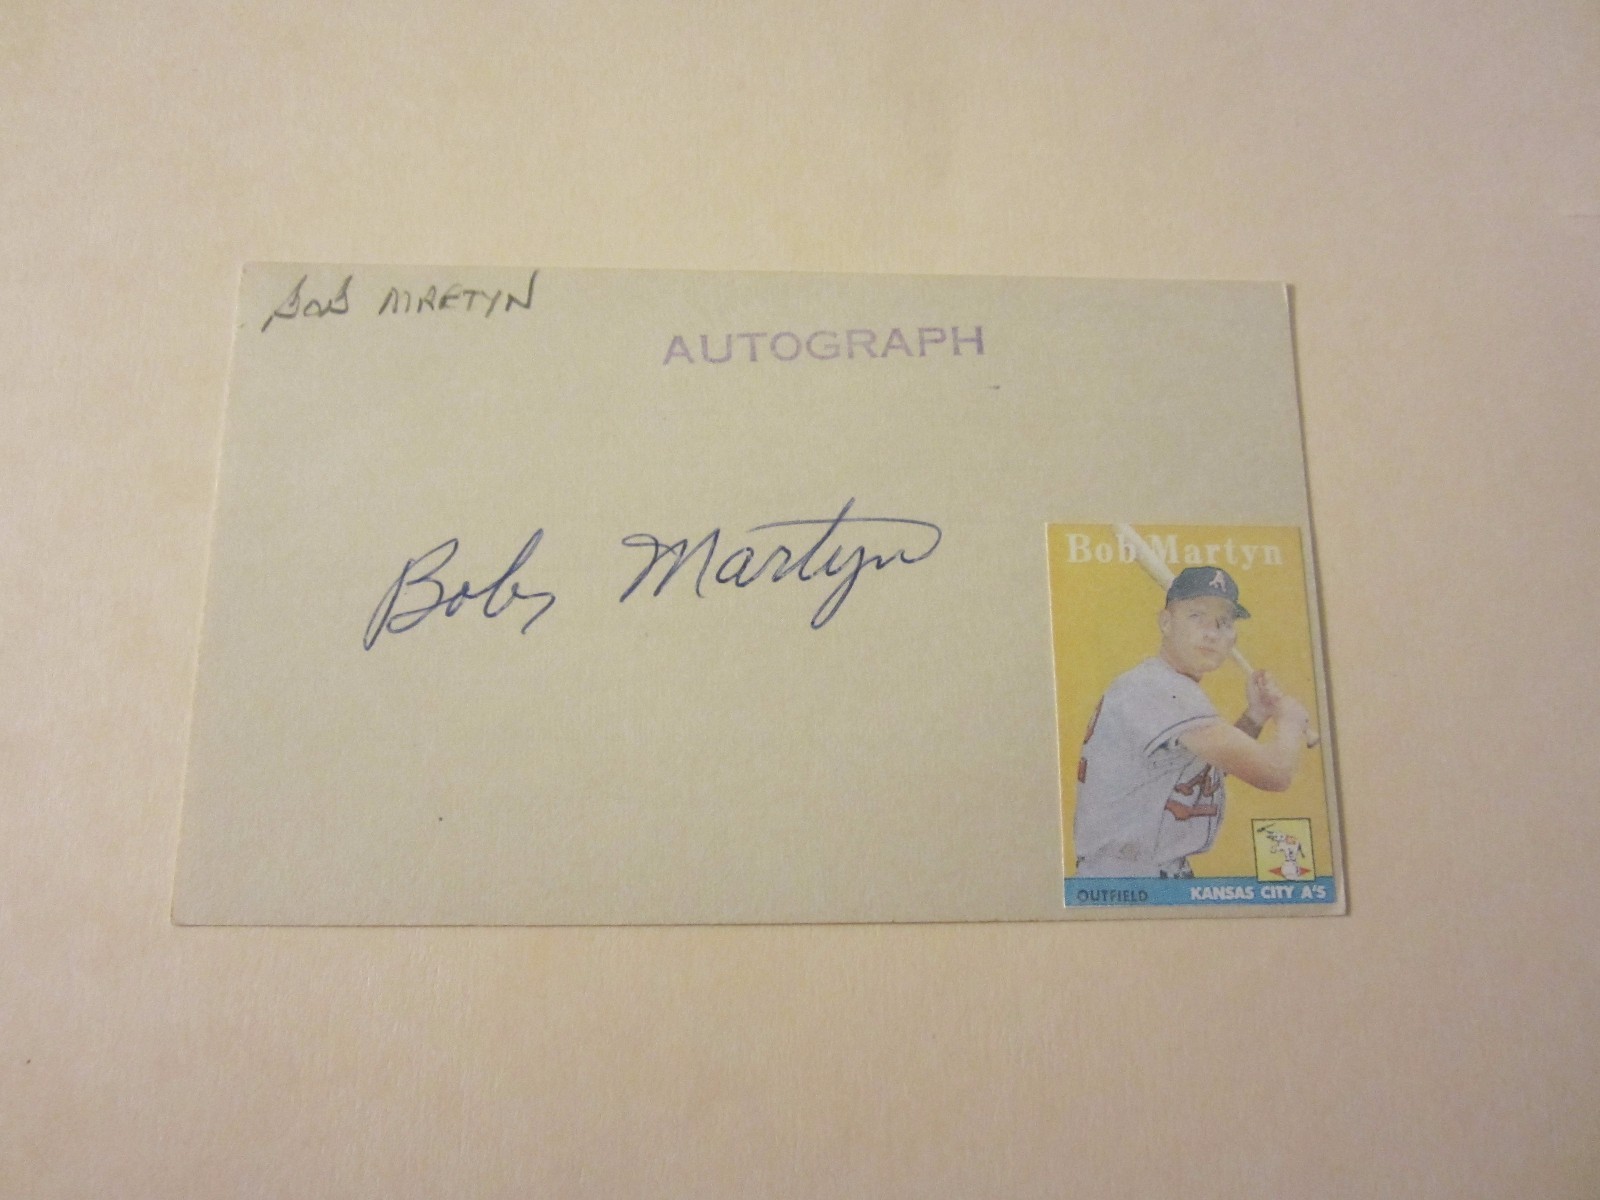 Bob MARTYN
AUTOGRAPH
Bob Martyn
Bob Martyn
A
A's
OUTFIELD KANSAS CITY A'S